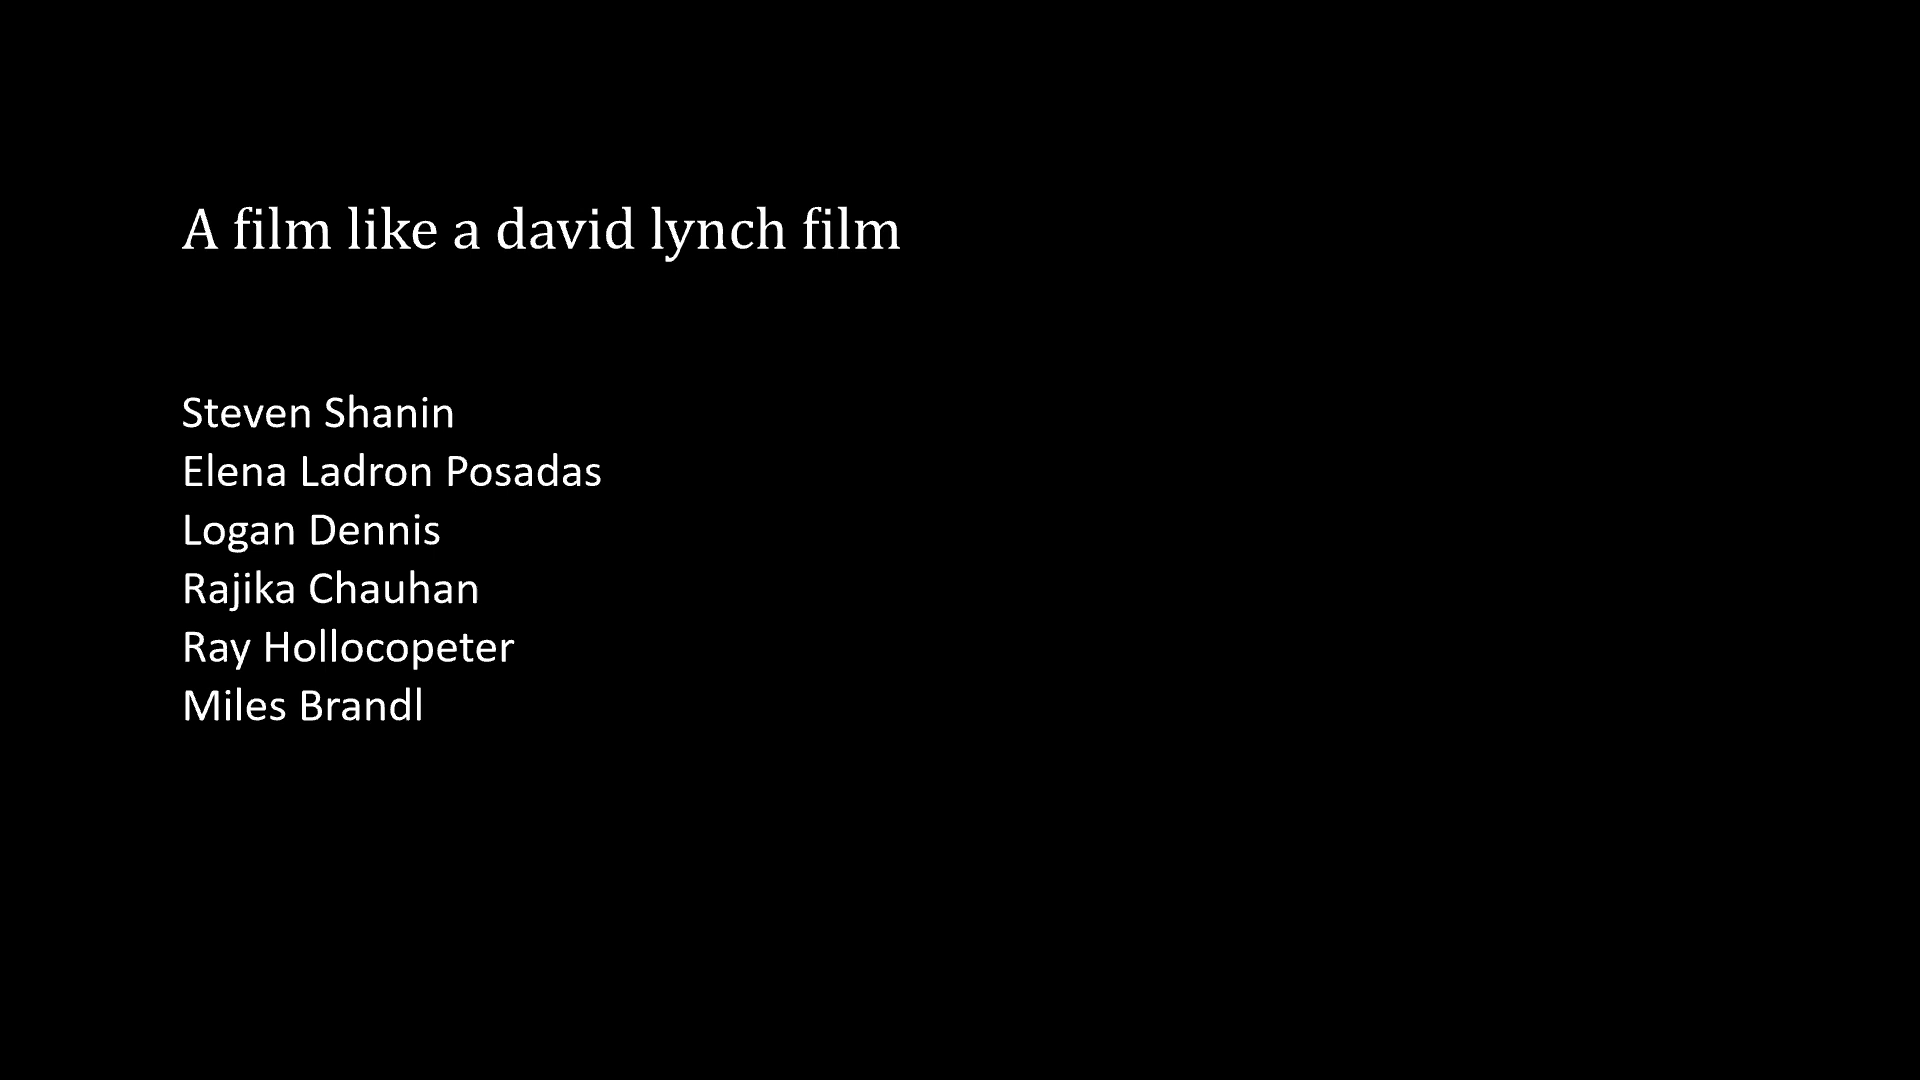 A film like a david lynch film
Steven Shanin
Elena Ladron Posadas
Logan Dennis
Rajika Chauhan
Ray Hollocopeter
Miles Brandl